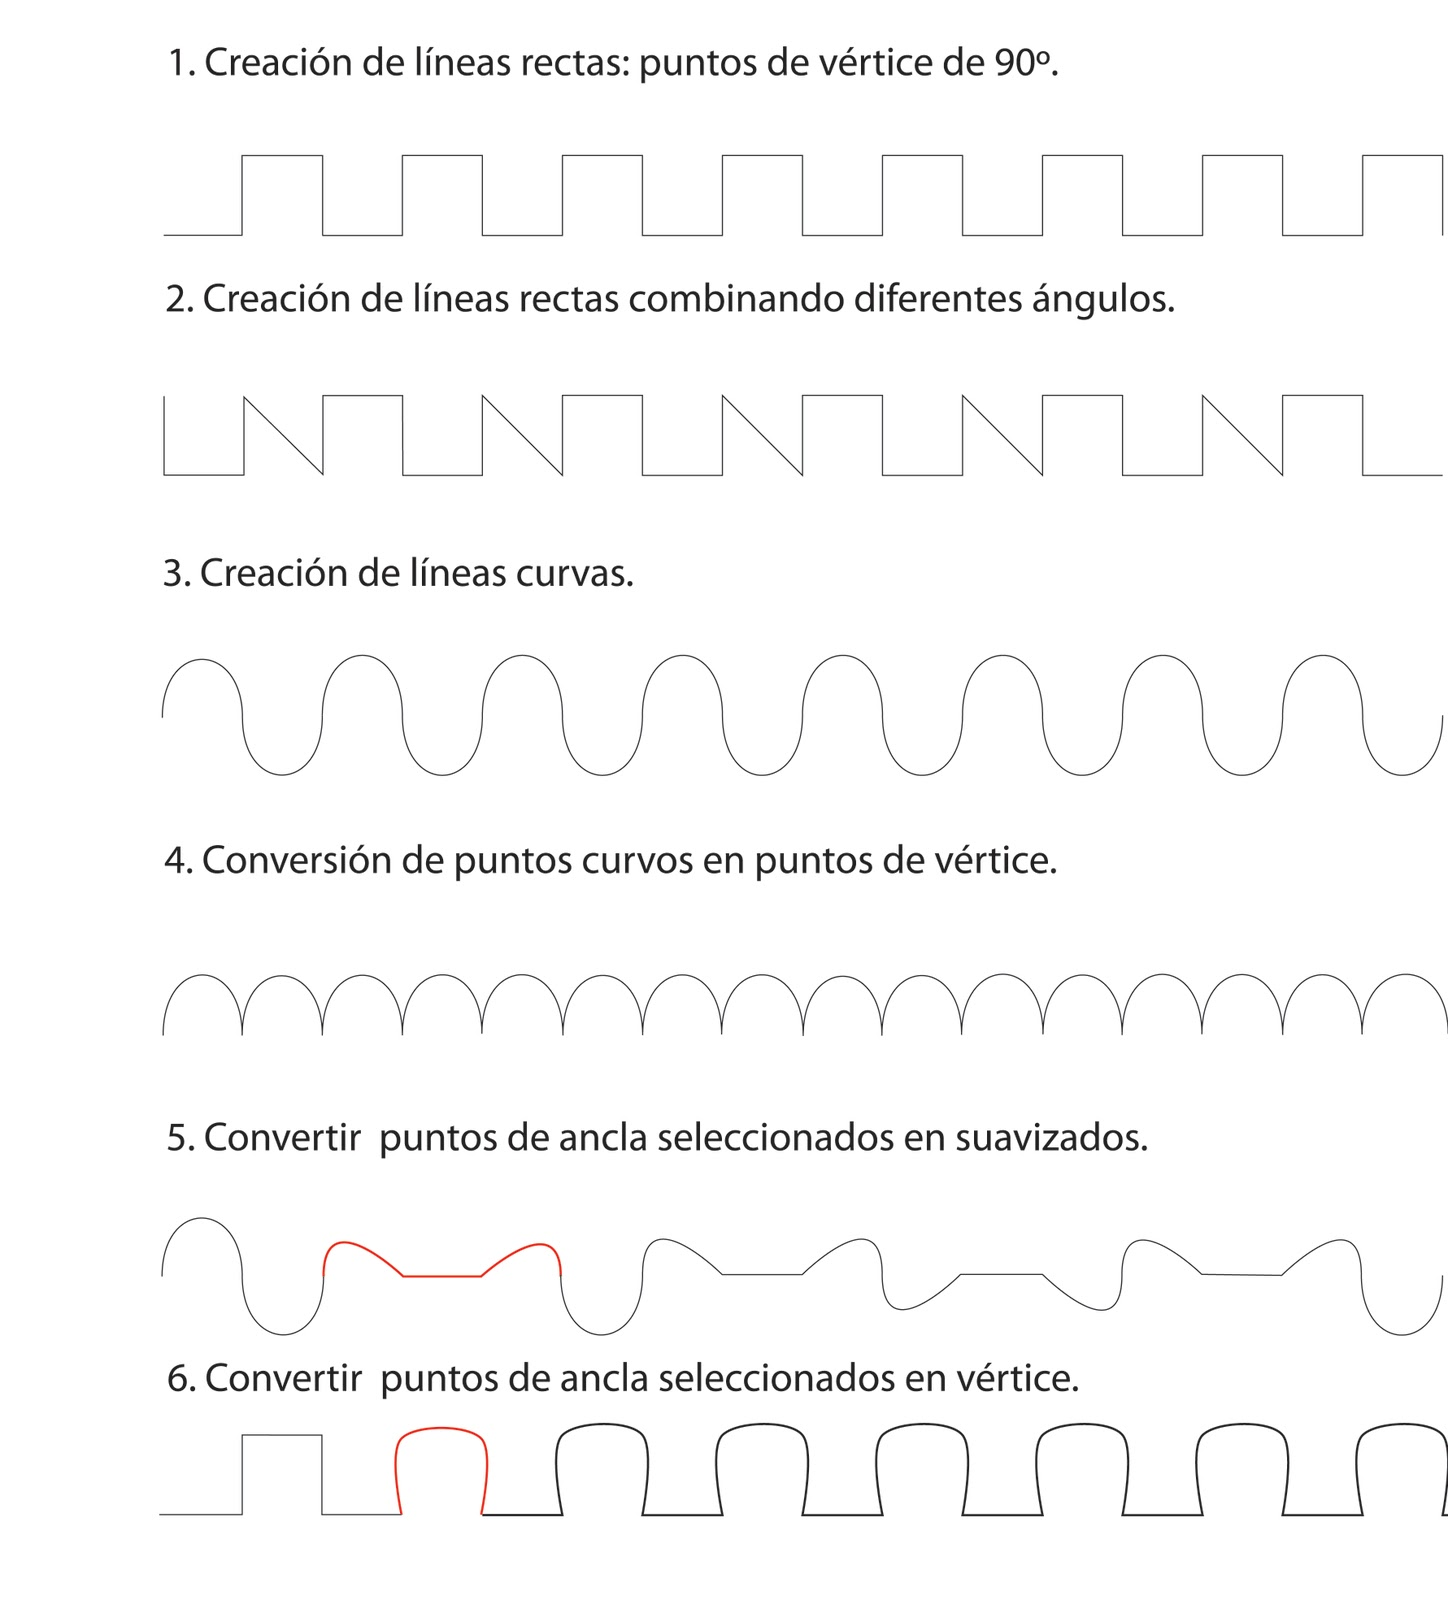 1. Creación de líneas rectas: puntos de vértice de 90º.
2. Creación de líneas rectas combinando diferentes ángulos.
3. Creación de líneas curvas.
4. Conversión de puntos curvos en puntos de vértice.
5. Convertir  puntos de ancla seleccionados en suavizados.
6. Convertir  puntos de ancla seleccionados en vértice.